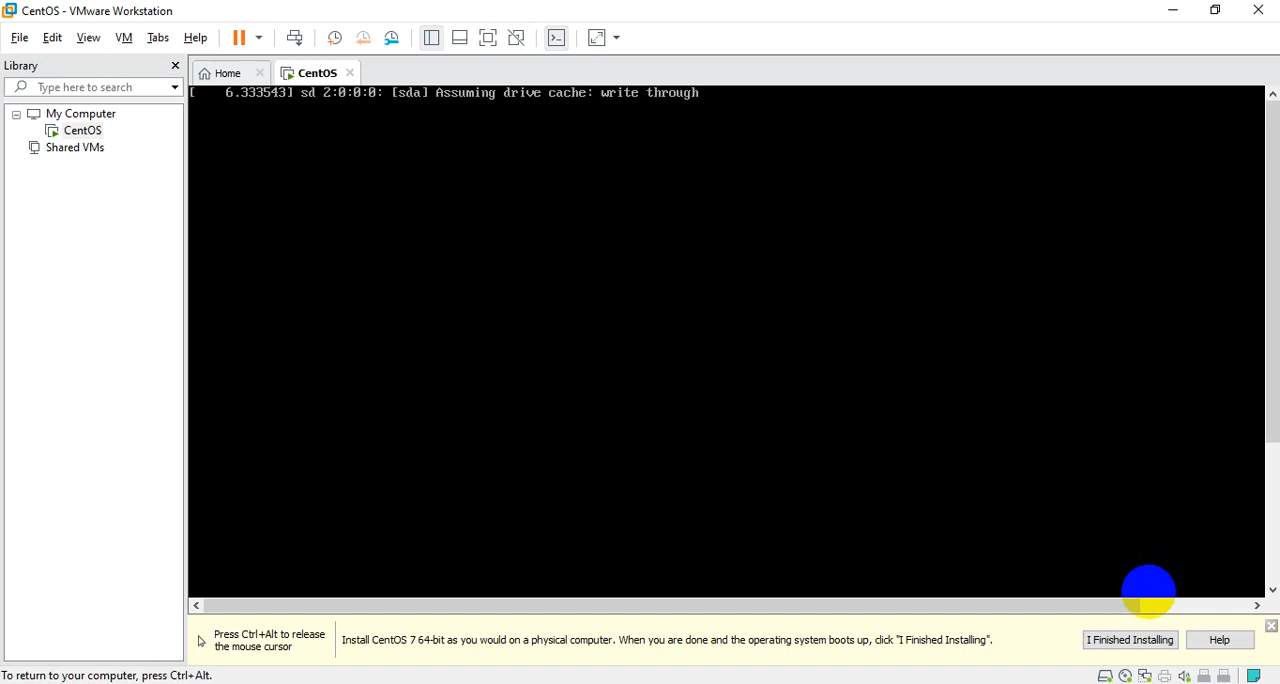 CentOS - VMware Workstation
File Edit View VM Tabs Help
Library
Type here to search
My Computer
CentOS
Shared VMs
Home
CentOS
[    6.333543] sd 2:0:0:0: [sda] Assuming drive cache: write through
Press Ctrl+Alt to release
the mouse cursor
Install CentOS 7 64-bit as you would on a physical computer. When you are done and the operating system boots up, click "I Finished Installing".
I Finished Installing
Help
To return to your computer, press Ctrl+Alt.